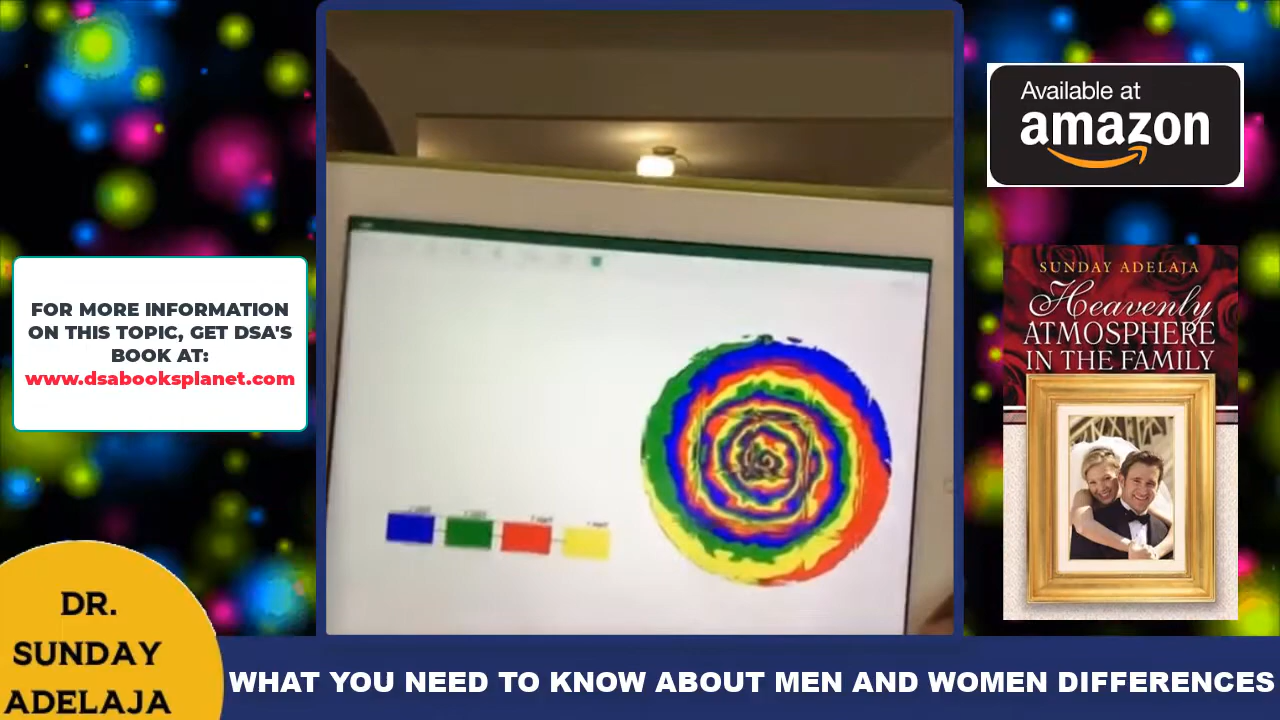 Available at
amazon
SUNDAY ADELAJA
Heavenly
ATMOSPHERE
IN THE FAMILY
FOR MORE INFORMATION
ON THIS TOPIC, GET DSA'S
BOOK AT:
www.dsabooksplanet.com
DR.
SUNDAY
ADELAJA
WHAT YOU NEED TO KNOW ABOUT MEN AND WOMEN DIFFERENCES